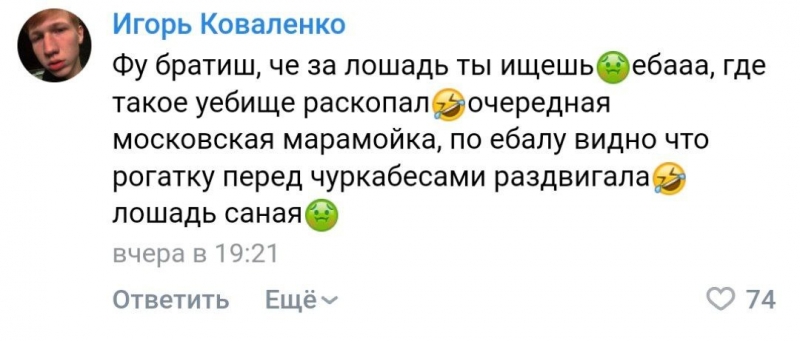 Игорь Коваленко
Фу братиш, че за лошадь ты ищешь🤢ебааа, где
такое уебище раскопал🤣очередная
московская марамойка, по ебалу видно что
рогатку перед чуркабесами раздвигала🤣
лошадь саная🤢
вчера в 19:21
Ответить Ещё
74